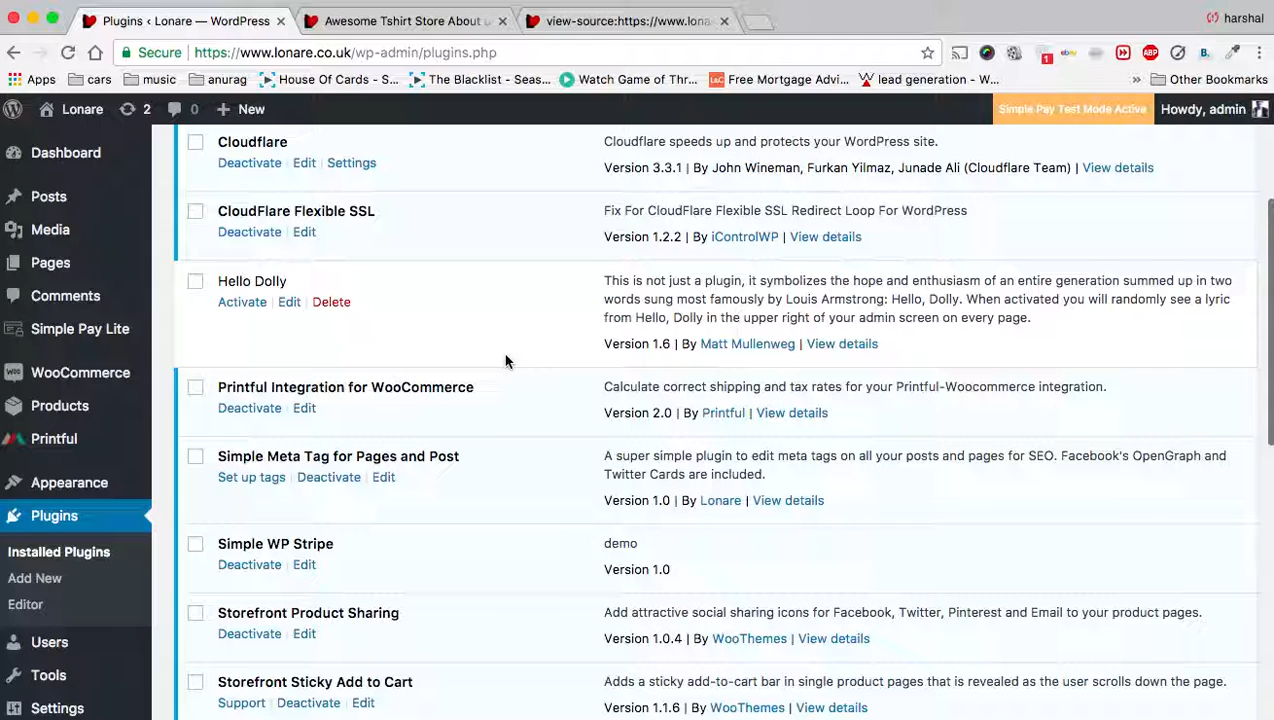 Plugins ‹ Lonare — WordPress
Awesome Tshirt Store About u
view-source:https://www.lona
harshal
Secure
https://www.lonare.co.uk/wp-admin/plugins.php
1
ebay
ABP
B.
Apps
cars
music
anurag
House Of Cards - S...
The Blacklist - Seas...
Watch Game of Thr...
L&C
Free Mortgage Advi...
lead generation - W...
»
Other Bookmarks
Lonare
2
0
New
Simple Pay Test Mode Active
Howdy, admin
Dashboard
Posts
Media
Pages
Comments
Simple Pay Lite
WooCommerce
Products
Printful
Appearance
Plugins
Installed Plugins
Add New
Editor
Users
Tools
Settings
Cloudflare
Deactivate | Edit | Settings
Cloudflare speeds up and protects your WordPress site.
Version 3.3.1 | By John Wineman, Furkan Yilmaz, Junade Ali (Cloudflare Team) | View details
CloudFlare Flexible SSL
Deactivate | Edit
Fix For CloudFlare Flexible SSL Redirect Loop For WordPress
Version 1.2.2 | By iControlWP | View details
Hello Dolly
Activate | Edit | Delete
This is not just a plugin, it symbolizes the hope and enthusiasm of an entire generation summed up in two
words sung most famously by Louis Armstrong: Hello, Dolly. When activated you will randomly see a lyric
from Hello, Dolly in the upper right of your admin screen on every page.
Version 1.6 | By Matt Mullenweg | View details
Printful Integration for WooCommerce
Deactivate | Edit
Calculate correct shipping and tax rates for your Printful-Woocommerce integration.
Version 2.0 | By Printful | View details
Simple Meta Tag for Pages and Post
Set up tags | Deactivate | Edit
A super simple plugin to edit meta tags on all your posts and pages for SEO. Facebook's OpenGraph and
Twitter Cards are included.
Version 1.0 | By Lonare | View details
Simple WP Stripe
Deactivate | Edit
demo
Version 1.0
Storefront Product Sharing
Deactivate | Edit
Add attractive social sharing icons for Facebook, Twitter, Pinterest and Email to your product pages.
Version 1.0.4 | By WooThemes | View details
Storefront Sticky Add to Cart
Support | Deactivate | Edit
Adds a sticky add-to-cart bar in single product pages that is revealed as the user scrolls down the page.
Version 1.1.6 | By WooThemes | View details